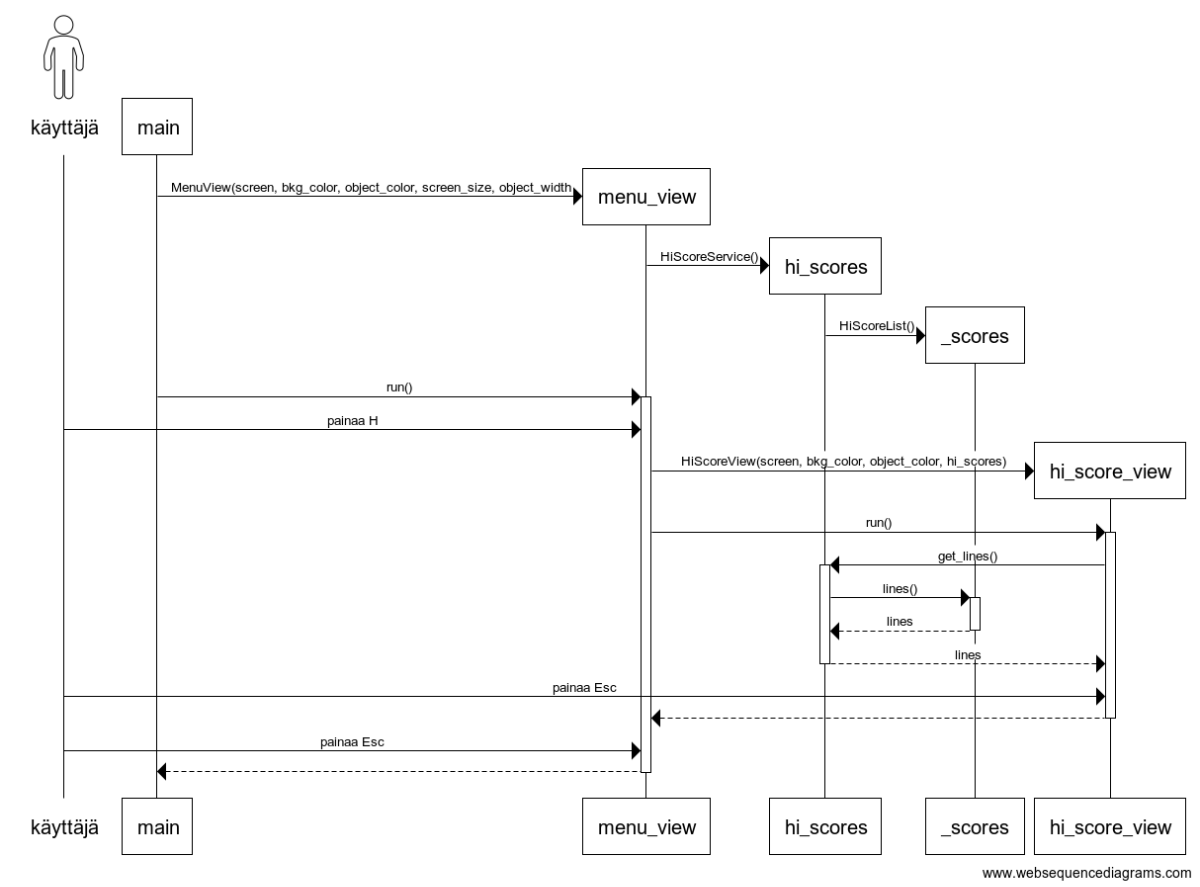 käyttäjä
main
MenuView(screen, bkg_color, object_color, screen_size, object_width
menu_view
HiScoreService()
hi_scores
HiScoreList()
_scores
run()
painaa H
HiScoreView(screen, bkg_color, object_color, hi_scores)
hi_score_view
run()
get_lines()
lines()
lines
lines
painaa Esc
painaa Esc
käyttäjä
main
menu_view
hi_scores
_scores
hi_score_view
www.websequencediagrams.com